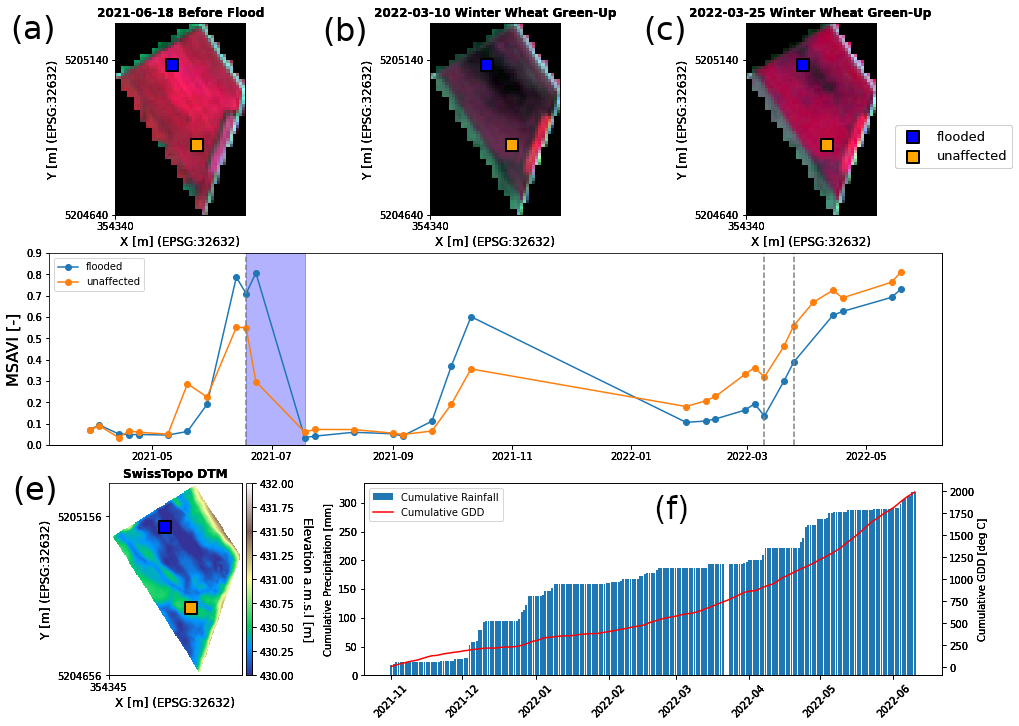 (a)
2021-06-18 Before Flood
(b)
2022-03-10 Winter Wheat Green-Up
(c)
2022-03-25 Winter Wheat Green-Up
5205140
5204640
354340
Y [m] (EPSG:32632)
X [m] (EPSG:32632)
5205140
5204640
354340
Y [m] (EPSG:32632)
X [m] (EPSG:32632)
5205140
5204640
354340
Y [m] (EPSG:32632)
X [m] (EPSG:32632)
flooded
unaffected
MSAVI [-]
0.9
0.8
0.7
0.6
0.5
0.4
0.3
0.2
0.1
0.0
flooded
unaffected
2021-05
2021-07
2021-09
2021-11
2022-01
2022-03
2022-05
(e)
SwissTopo DTM
5205156
5204656
354345
Y [m] (EPSG:32632)
X [m] (EPSG:32632)
432.00
431.75
431.50
431.25
431.00
430.75
430.50
430.25
430.00
Elevation a.m.s.l [m]
(f)
Cumulative Rainfall
Cumulative GDD
Cumulative Precipitation [mm]
300
250
200
150
100
50
0
2021-11
2021-12
2022-01
2022-02
2022-03
2022-04
2022-05
2022-06
2000
1750
1500
1250
1000
750
500
250
0
Cumulative GDD [deg C]